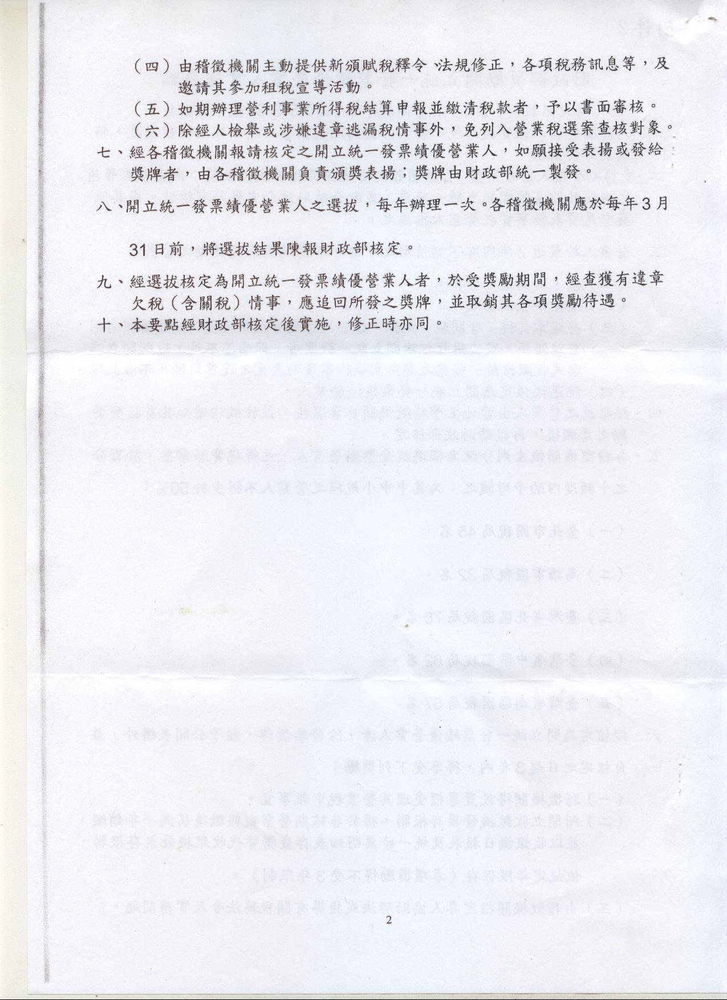 （四）由稽徵機關主動提供新頒賦稅釋令、法規修正，各項稅務訊息等，及
邀請其參加租稅宣導活動。
（五）如期辦理營利事業所得稅結算申報並繳清稅款者，予以書面審核。
（六）除經人檢舉或涉嫌違章逃漏稅情事外，免列入營業稅選案查核對象。
七、經各稽徵機關報請核定之開立統一發票績優營業人，如願接受表揚或發給
獎牌者，由各稽徵機關負責頒獎表揚；獎牌由財政部統一製發。
八、開立統一發票績優營業人之選拔，每年辦理一次。各稽徵機關應於每年3月
31日前，將選拔結果陳報財政部核定。
九、經選拔核定為開立統一發票績優營業人者，於受獎勵期間，經查獲有違章
欠稅（含關稅）情事，應追回所發之獎牌，並取銷其各項獎勵待遇。
十、本要點經財政部核定後實施，修正時亦同。
2